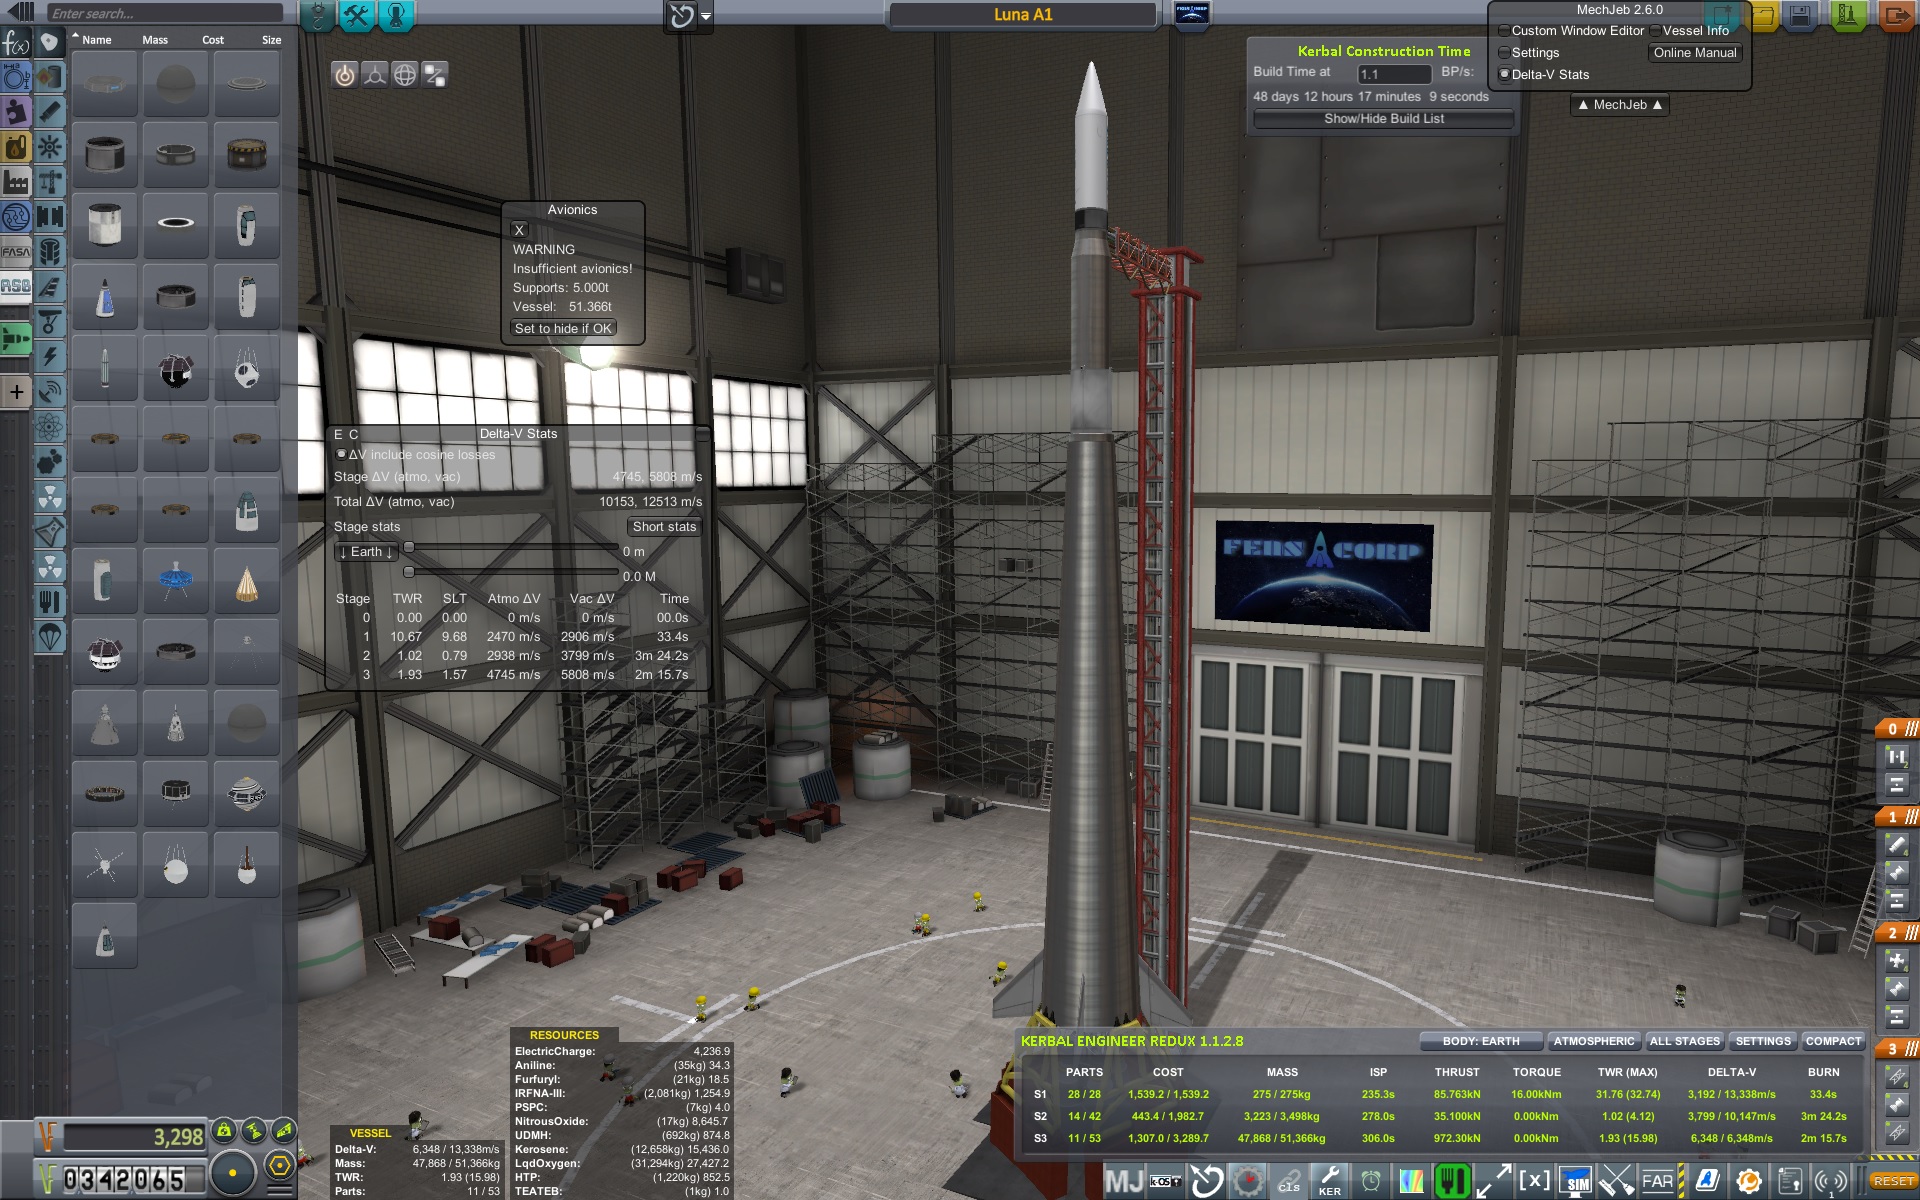 Enter search...
Luna A1
MechJeb 2.6.0
Custom Window Editor
Vessel Info
Settings
Online Manual
Delta-V Stats
▲ MechJeb ▲
Name Mass Cost Size
Kerbal Construction Time
Build Time at 1.1 BP/s:
48 days 12 hours 17 minutes 9 seconds
Show/Hide Build List
Avionics
X
WARNING
Insufficient avionics!
Supports: 5.000t
Vessel: 51.366t
Set to hide if OK
E C Delta-V Stats
ΔV include cosine losses
Stage ΔV (atmo, vac) 4745, 5808 m/s
Total ΔV (atmo, vac) 10153, 12513 m/s
Stage stats Short stats
↓ Earth ↓ 0 m
0.0 M
Stage TWR SLT Atmo ΔV Vac ΔV Time
0 0.00 0.00 0 m/s 0 m/s 00.0s
1 10.67 9.68 2470 m/s 2906 m/s 33.4s
2 1.02 0.79 2938 m/s 3799 m/s 3m 24.2s
3 1.93 1.57 4745 m/s 5808 m/s 2m 15.7s
FASA
f(x)
+
0
1
2
3
RESOURCES
ElectricCharge: 4,236.9
Aniline: (35kg) 34.3
Furfuryl: (21kg) 18.5
IRFNA-III: (2,081kg) 1,254.9
PSPC: (7kg) 4.0
NitrousOxide: (17kg) 8,645.7
UDMH: (692kg) 874.8
Kerosene: (12,658kg) 15,436.0
LqdOxygen: (31,294kg) 27,427.2
HTP: (1,220kg) 852.5
TEATEB: (1kg) 1.0
VESSEL
Delta-V: 6,348 / 13,338m/s
Mass: 47,868 / 51,366kg
TWR: 1.93 (15.98)
Parts: 11 / 53
3,298
0342065
KERBAL ENGINEER REDUX 1.1.2.8
BODY: EARTH ATMOSPHERIC ALL STAGES SETTINGS COMPACT
PARTS COST MASS ISP THRUST TORQUE TWR (MAX) DELTA-V BURN
S1 28 / 28 1,539.2 / 1,539.2 275 / 275kg 235.3s 85.763kN 16.00kNm 31.76 (32.74) 3,192 / 13,338m/s 33.4s
S2 14 / 42 443.4 / 1,982.7 3,223 / 3,498kg 278.0s 35.100kN 0.00kNm 1.02 (4.12) 3,799 / 10,147m/s 3m 24.2s
S3 11 / 53 1,307.0 / 3,289.7 47,868 / 51,366kg 306.0s 972.30kN 0.00kNm 1.93 (15.98) 6,348 / 6,348m/s 2m 15.7s
MJ kOS cls KER [x] SIM FAR RESET